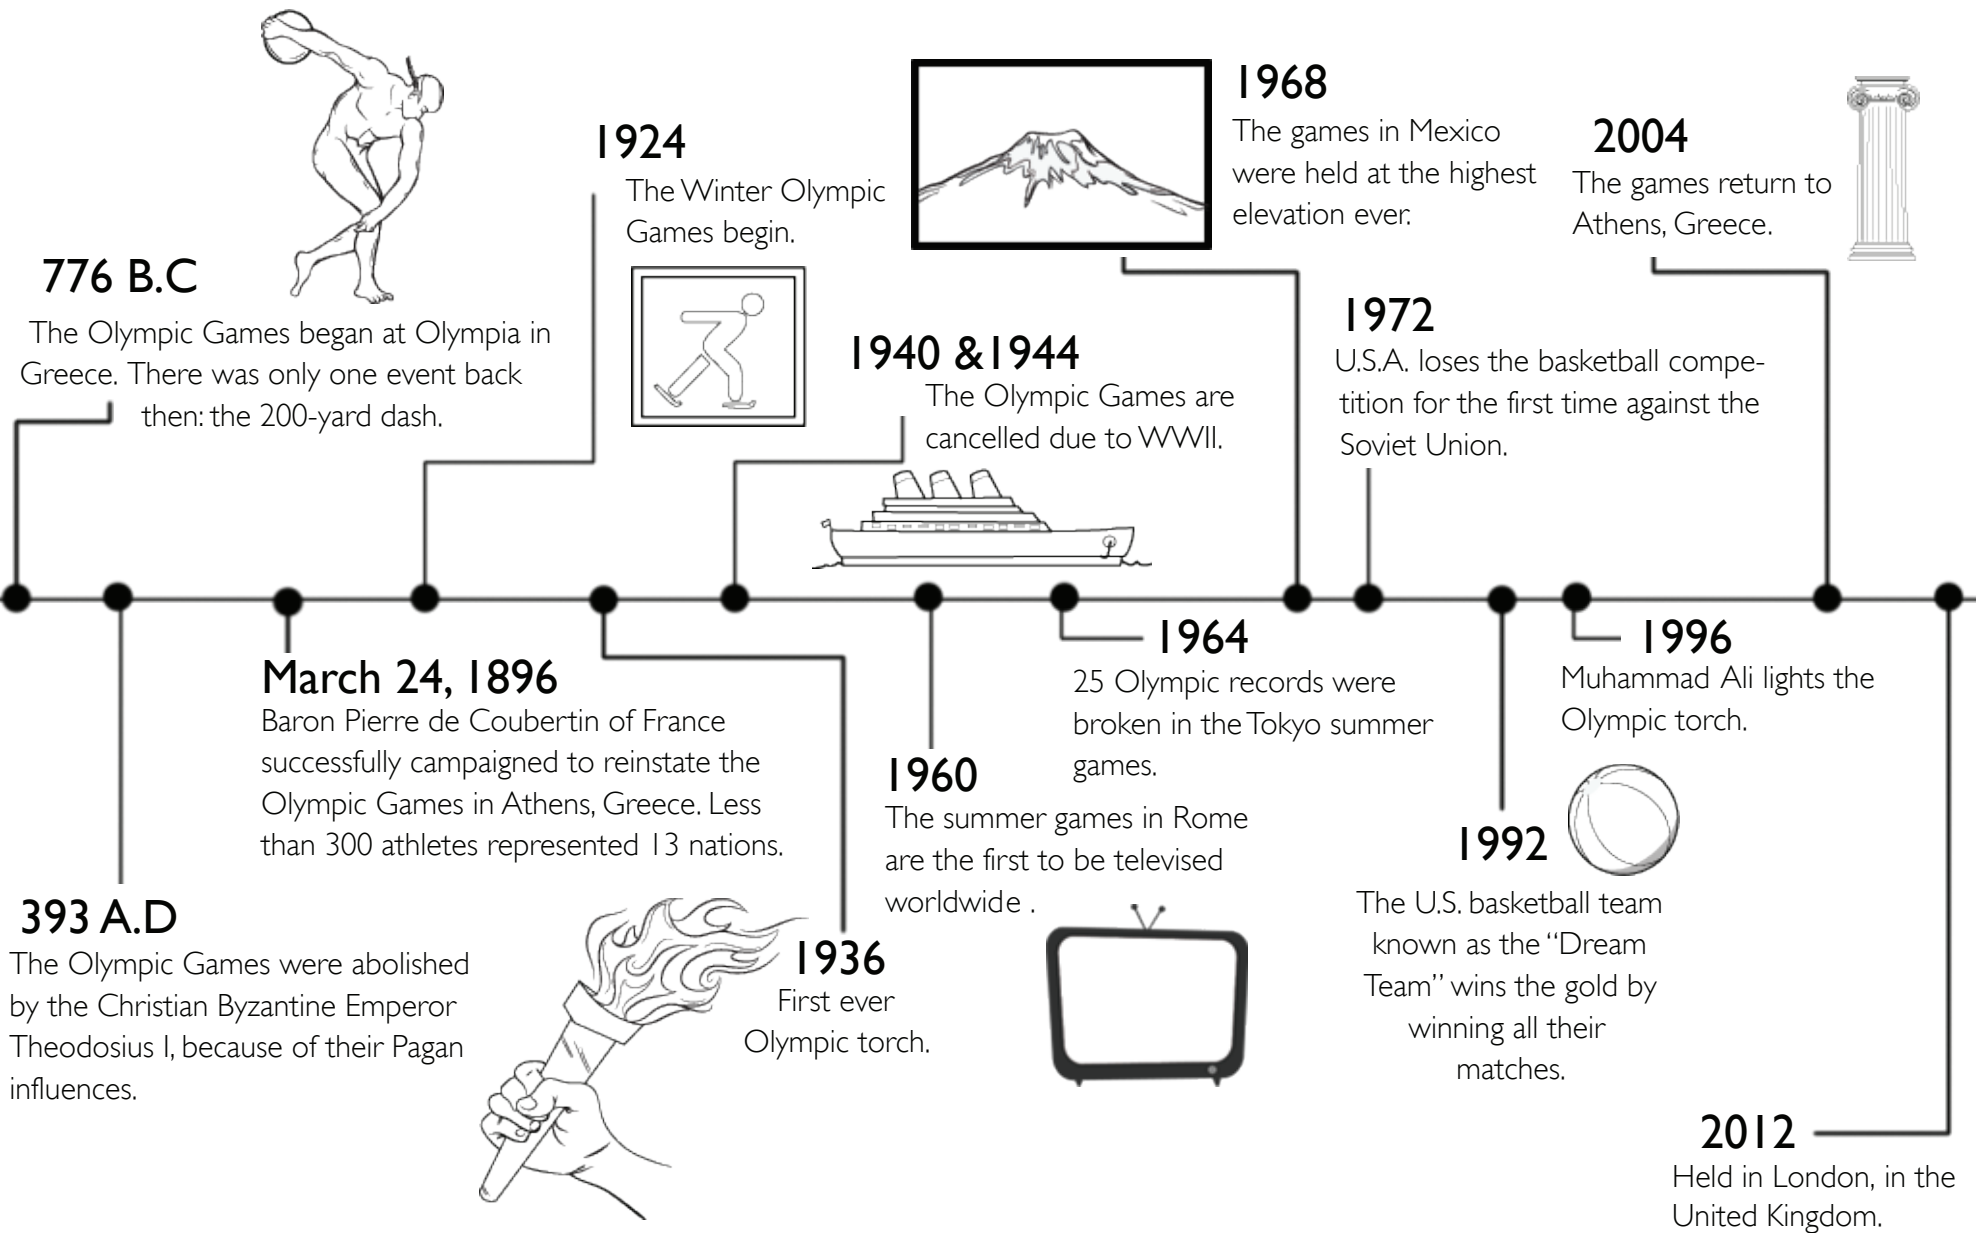 776 B.C
The Olympic Games began at Olympia in
Greece. There was only one event back
then: the 200-yard dash.
393 A.D
The Olympic Games were abolished
by the Christian Byzantine Emperor
Theodosius I, because of their Pagan
influences.
March 24, 1896
Baron Pierre de Coubertin of France
successfully campaigned to reinstate the
Olympic Games in Athens, Greece. Less
than 300 athletes represented 13 nations.
1924
The Winter Olympic
Games begin.
1936
First ever
Olympic torch.
1940 &1944
The Olympic Games are
cancelled due to WWII.
1960
The summer games in Rome
are the first to be televised
worldwide .
1964
25 Olympic records were
broken in the Tokyo summer
games.
1968
The games in Mexico
were held at the highest
elevation ever.
1972
U.S.A. loses the basketball compe-
tition for the first time against the
Soviet Union.
1992
The U.S. basketball team
known as the “Dream
Team” wins the gold by
winning all their
matches.
1996
Muhammad Ali lights the
Olympic torch.
2004
The games return to
Athens, Greece.
2012
Held in London, in the
United Kingdom.